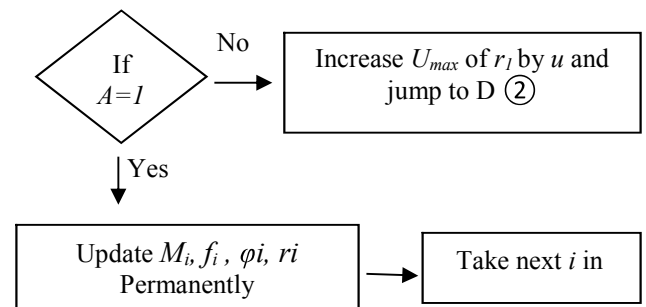 If
A=1
No
Increase Umax of r1 by u and
jump to D ②
Yes
Update Mi, fi , φi, ri
Permanently
Take next i in